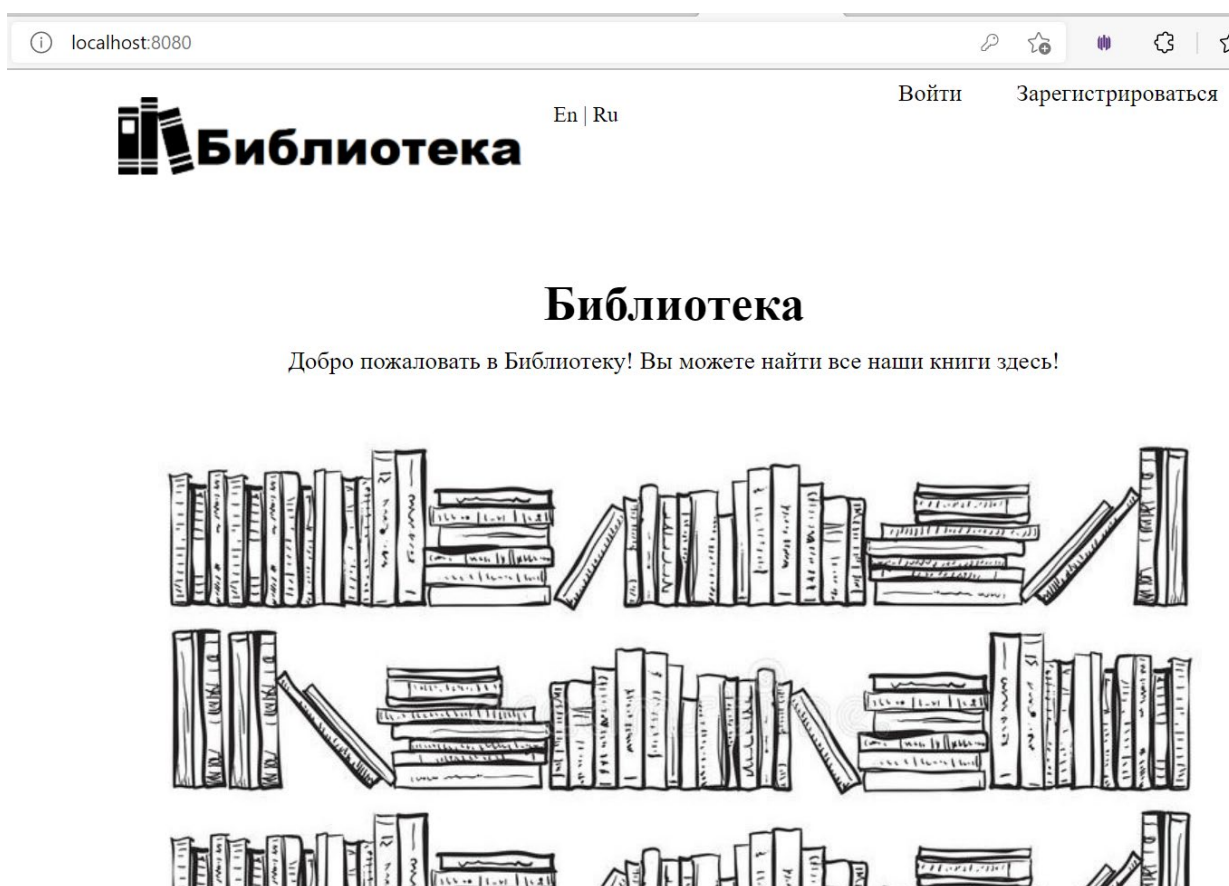 localhost:8080
Войти Зарегистрироваться
En | Ru
Библиотека
Библиотека
Добро пожаловать в Библиотеку! Вы можете найти все наши книги здесь!